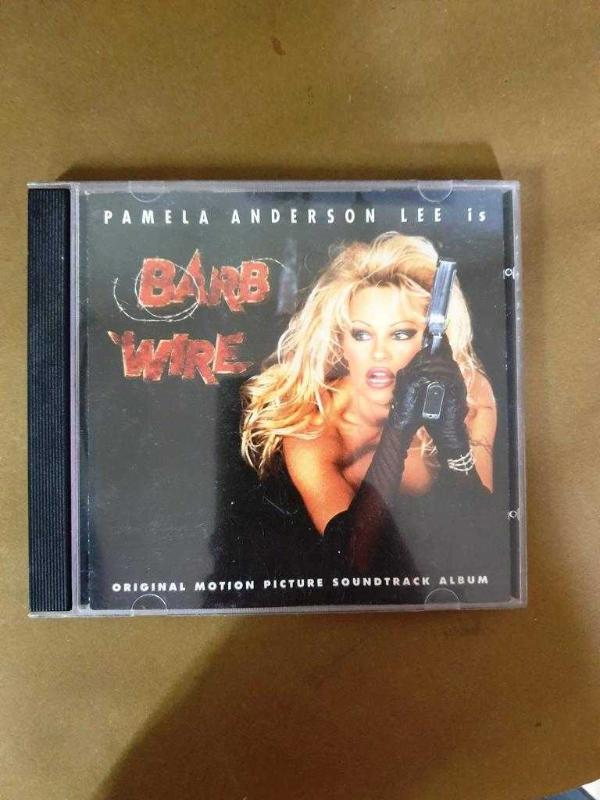 PAMELA ANDERSON LEE is
BARB
WIRE
ORIGINAL MOTION PICTURE SOUNDTRACK ALBUM